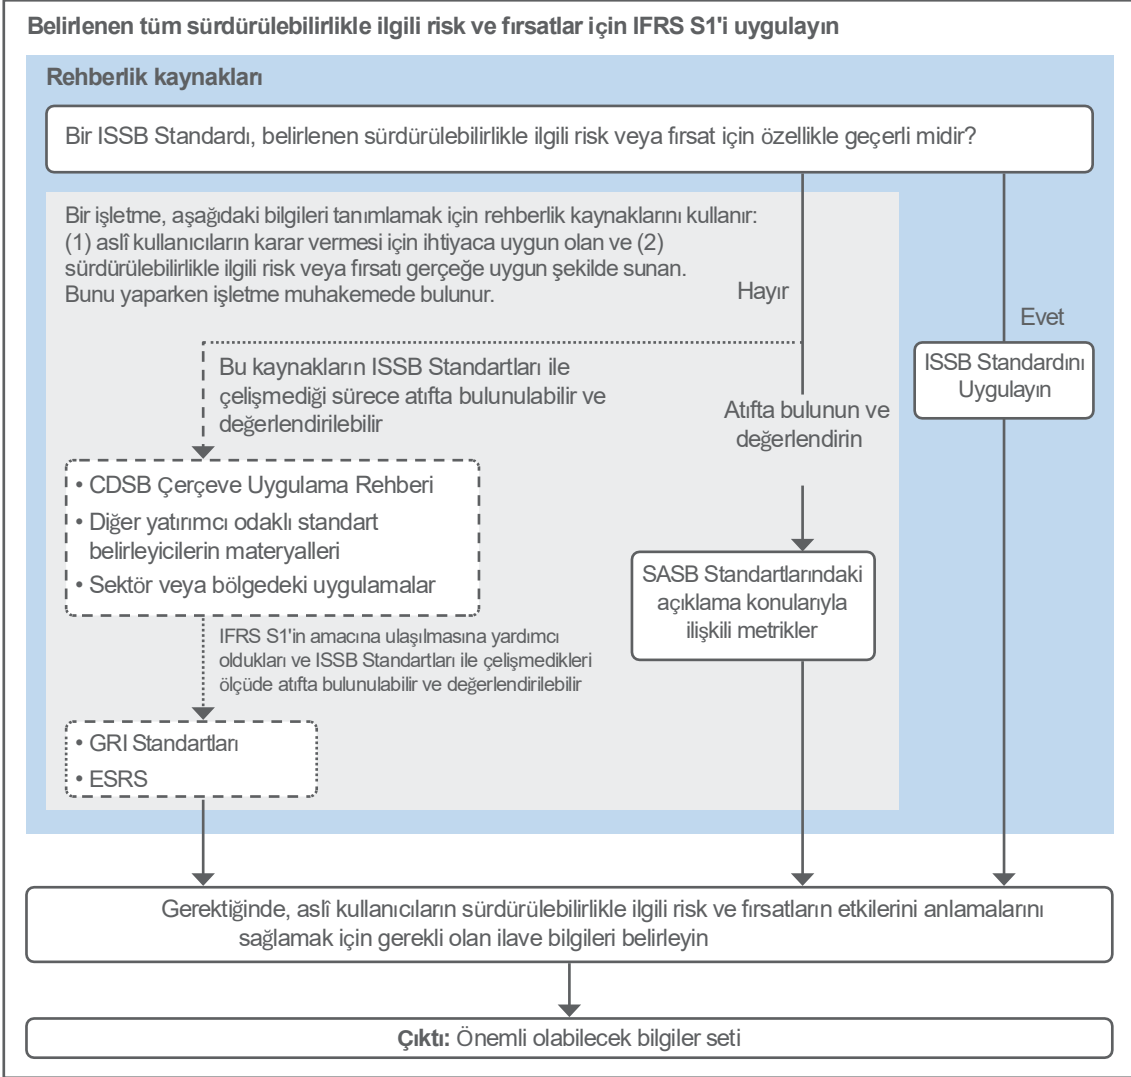 Belirlenen tüm sürdürülebilirlikle ilgili risk ve fırsatlar için IFRS S1'i uygulayın
Rehberlik kaynakları
Bir ISSB Standardı, belirlenen sürdürülebilirlikle ilgili risk veya fırsat için özellikle geçerli midir?
Bir işletme, aşağıdaki bilgileri tanımlamak için rehberlik kaynaklarını kullanır:
(1) aslî kullanıcıların karar vermesi için ihtiyaca uygun olan ve (2)
sürdürülebilirlikle ilgili risk veya fırsatı gerçeğe uygun şekilde sunan.
Bunu yaparken işletme muhakemede bulunur.
Hayır
Evet
ISSB Standardını
Uygulayın
Bu kaynakların ISSB Standartları ile
çelişmediği sürece atıfta bulunulabilir ve
değerlendirilebilir
Atıfta bulunun ve
değerlendirin
• CDSB Çerçeve Uygulama Rehberi
• Diğer yatırımcı odaklı standart
belirleyicilerin materyalleri
• Sektör veya bölgedeki uygulamalar
SASB Standartlarındaki
açıklama konularıyla
ilişkili metrikler
IFRS S1'in amacına ulaşılmasına yardımcı
oldukları ve ISSB Standartları ile çelişmedikleri
ölçüde atıfta bulunulabilir ve değerlendirilebilir
• GRI Standartları
• ESRS
Gerektiğinde, aslî kullanıcıların sürdürülebilirlikle ilgili risk ve fırsatların etkilerini anlamalarını
sağlamak için gerekli olan ilave bilgileri belirleyin
Çıktı: Önemli olabilecek bilgiler seti